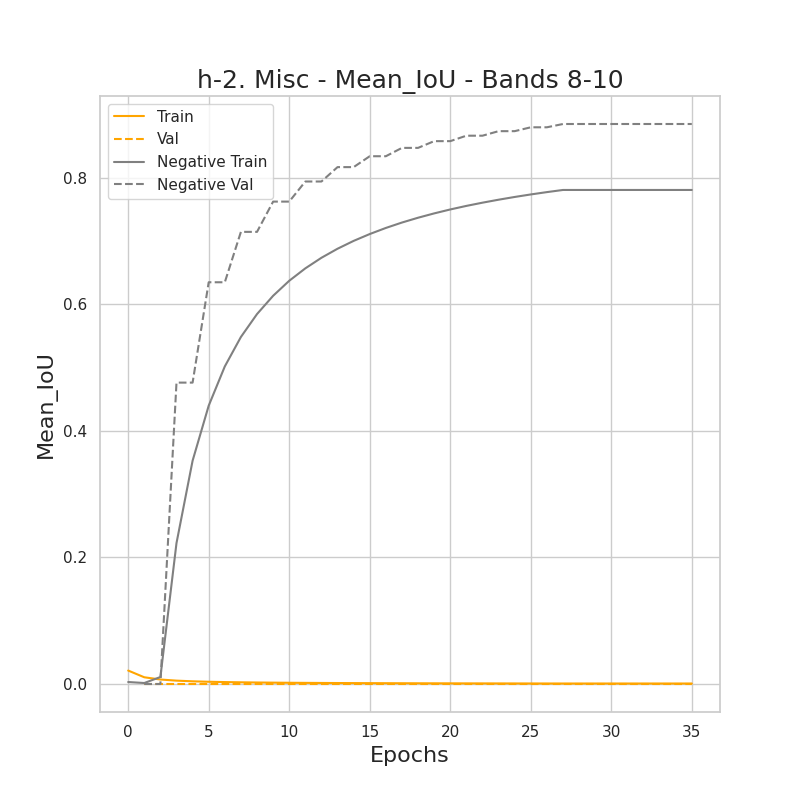 h-2. Misc - Mean_IoU - Bands 8-10
Train
Val
Negative Train
Negative Val
0.8
0.6
0.4
0.2
0.0
Mean_IoU
0 5 10 15 20 25 30 35
Epochs